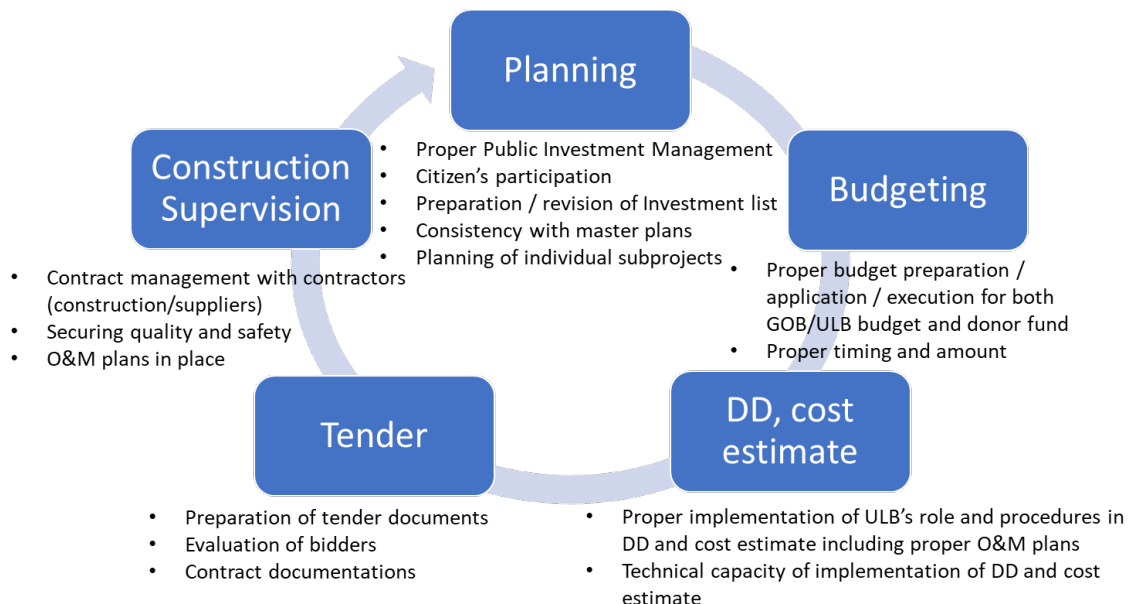 Planning
• Proper Public Investment Management
• Citizen's participation
• Preparation / revision of Investment list
• Consistency with master plans
• Planning of individual subprojects
Budgeting
• Proper budget preparation /
application / execution for both
GOB/ULB budget and donor fund
• Proper timing and amount
DD, cost
estimate
• Proper implementation of ULB's role and procedures in
DD and cost estimate including proper O&M plans
• Technical capacity of implementation of DD and cost
estimate
Tender
• Preparation of tender documents
• Evaluation of bidders
• Contract documentations
Construction
Supervision
• Contract management with contractors
(construction/suppliers)
• Securing quality and safety
• O&M plans in place